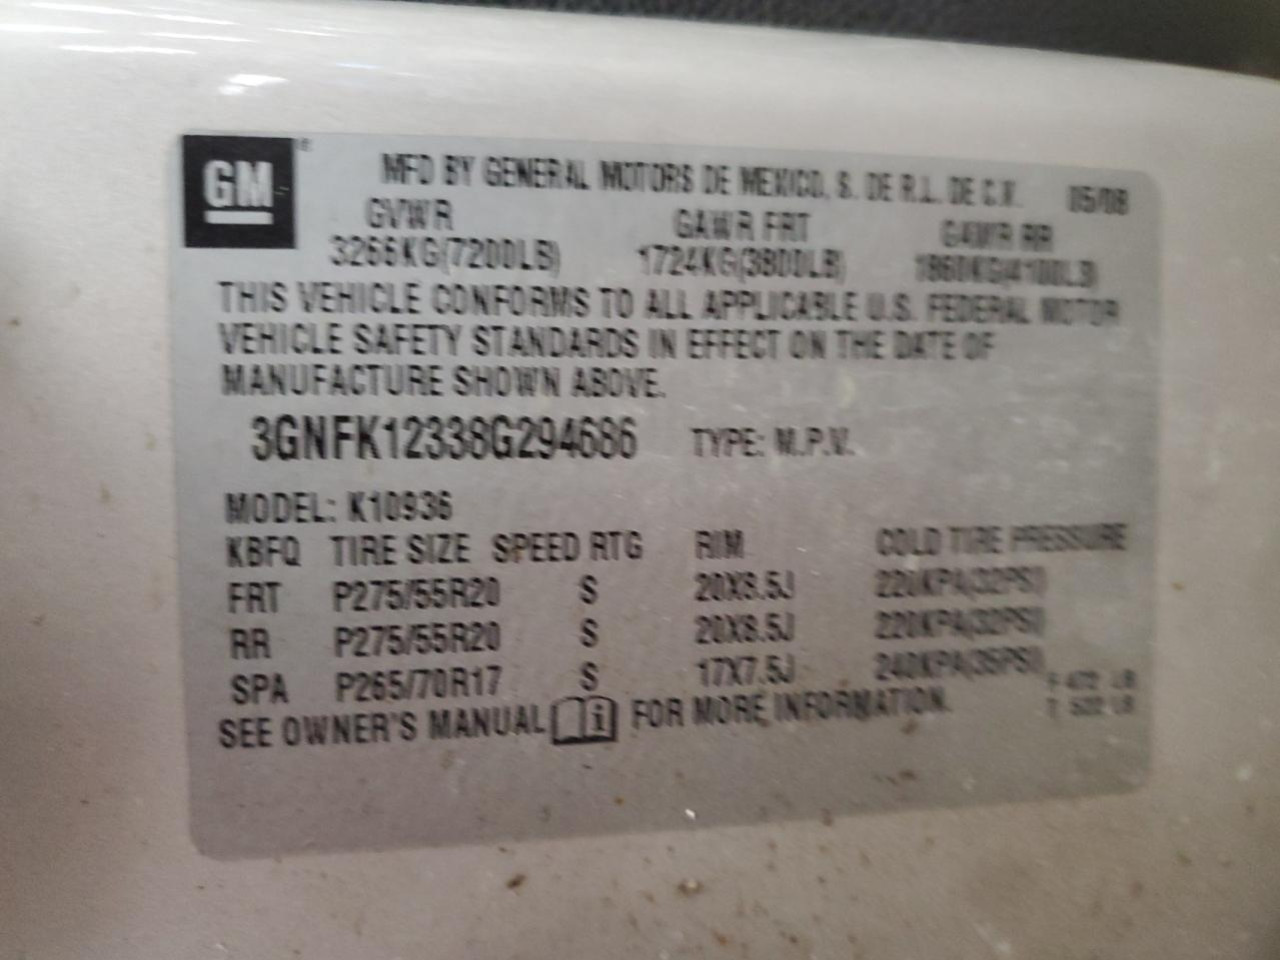 GM
MFD BY GENERAL MOTORS DE MEXICO, S. DE R.L. DE C.V. 05/08
GVWR GAWR FRT GAWR RR
3266KG(7200LB) 1724KG(3800LB) 1860KG(4100LB)
THIS VEHICLE CONFORMS TO ALL APPLICABLE U.S. FEDERAL MOTOR
VEHICLE SAFETY STANDARDS IN EFFECT ON THE DATE OF
MANUFACTURE SHOWN ABOVE.
3GNFK12338G294686 TYPE: M.P.V.
MODEL: K10936
KBFQ TIRE SIZE SPEED RTG RIM COLD TIRE PRESSURE
FRT P275/55R20 S 20X8.5J 220KPA(32PSI)
RR P275/55R20 S 20X8.5J 220KPA(32PSI)
SPA P265/70R17 S 17X7.5J 240KPA(35PSI)
SEE OWNER'S MANUAL FOR MORE INFORMATION.